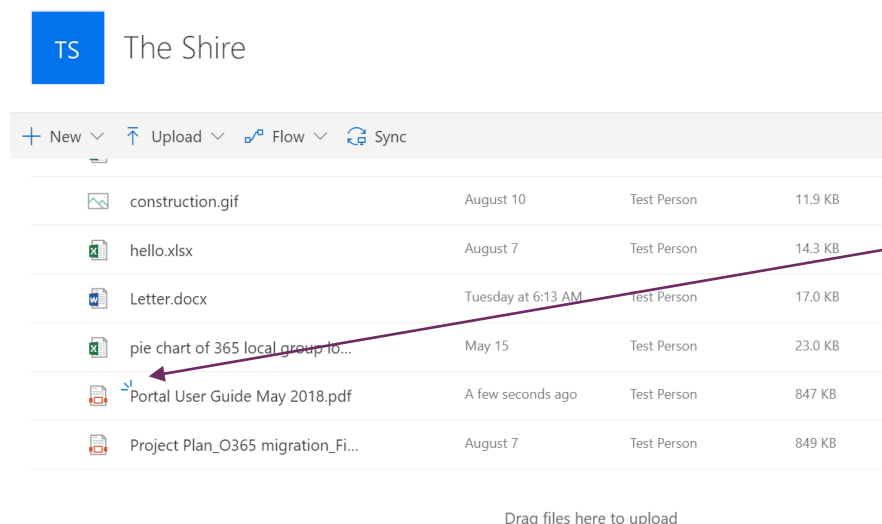 TS The Shire
New Upload Flow Sync
construction.gif August 10 Test Person 11.9 KB
hello.xlsx August 7 Test Person 14.3 KB
Letter.docx Tuesday at 6:13 AM Test Person 17.0 KB
pie chart of 365 local group lo... May 15 Test Person 23.0 KB
Portal User Guide May 2018.pdf A few seconds ago Test Person 847 KB
Project Plan_O365 migration_Fi... August 7 Test Person 849 KB
Drag files here to upload